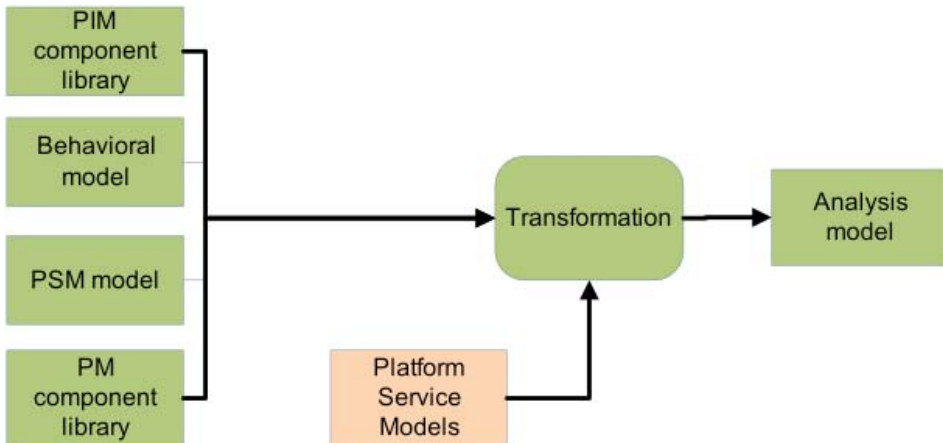 PIM
component
library
Behavioral
model
PSM model
PM
component
library
Transformation
Analysis
model
Platform
Service
Models